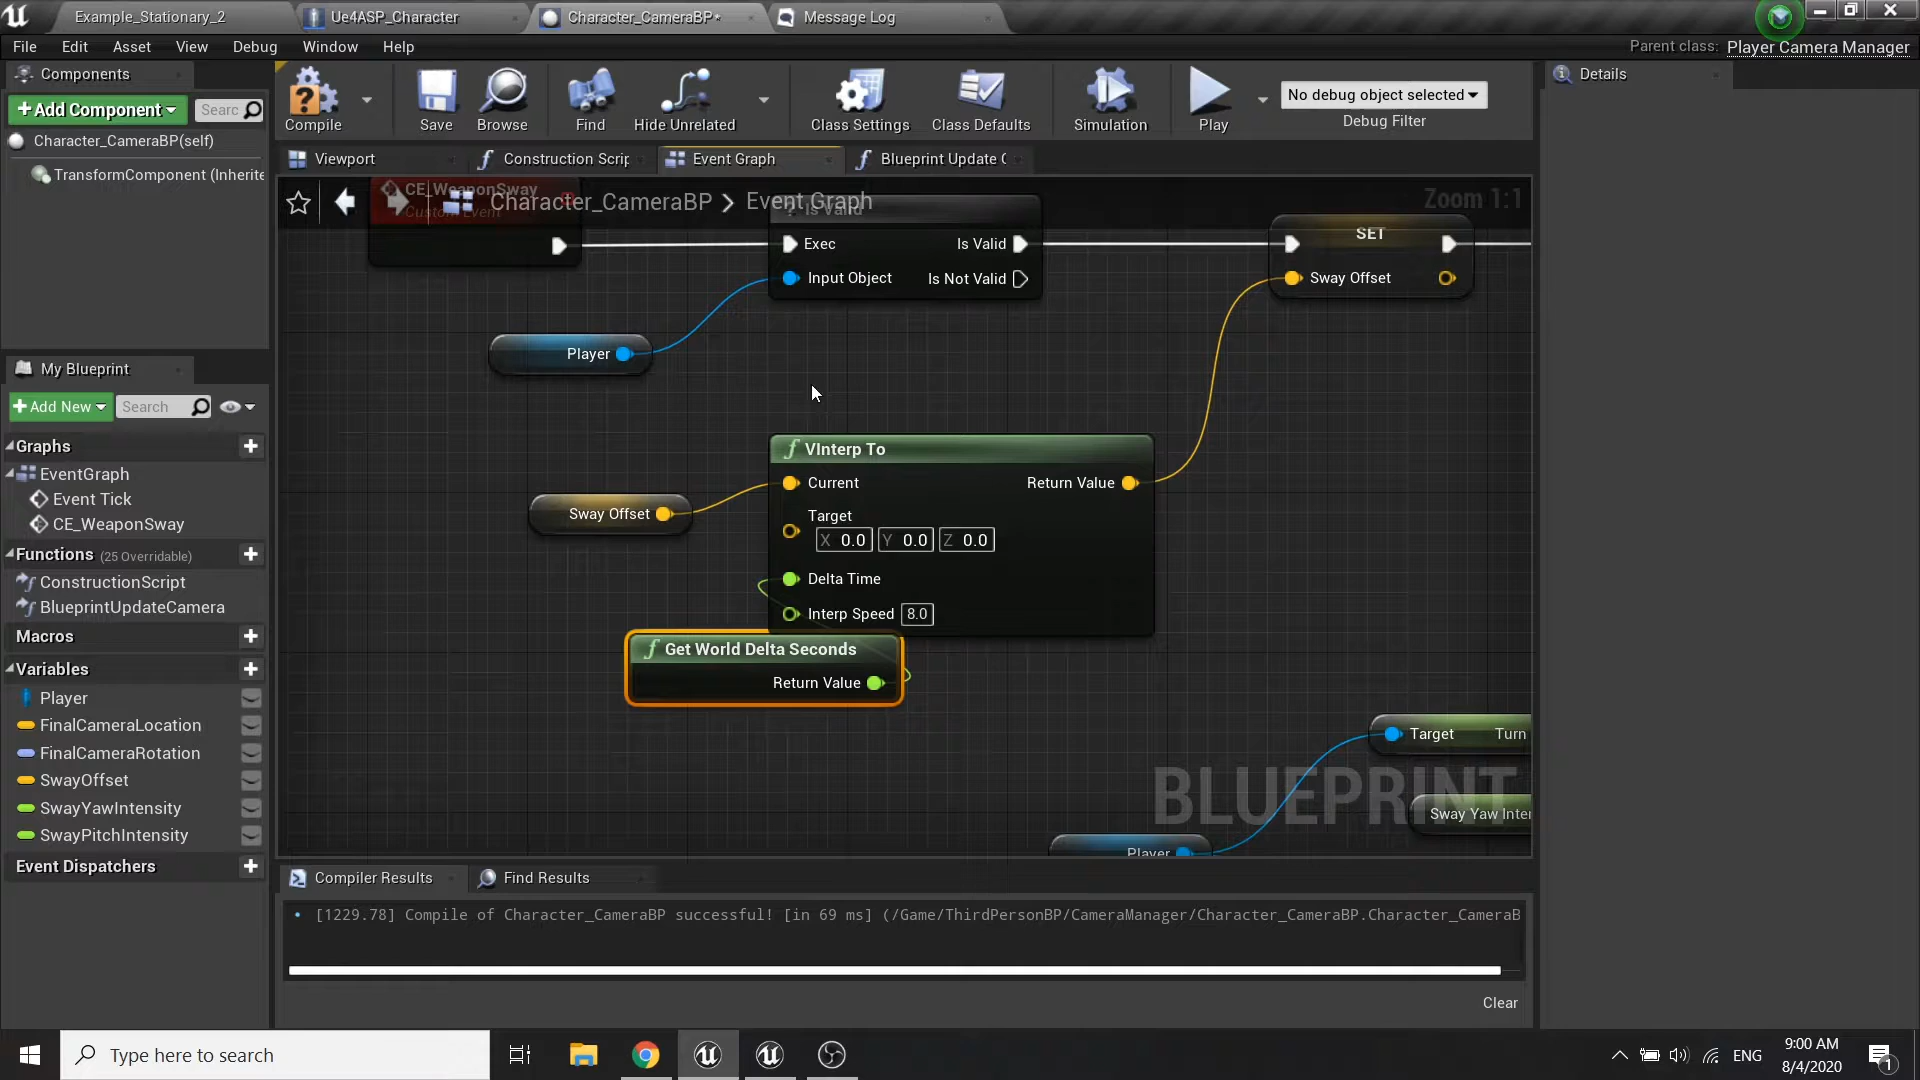 Example_Stationary_2
Ue4ASP_Character
Character_CameraBP*
Message Log
File Edit Asset View Debug Window Help
Parent class: Player Camera Manager
Components
+Add Component
Searc
Character_CameraBP(self)
TransformComponent (Inherite
Compile
Save
Browse
Find
Hide Unrelated
Class Settings
Class Defaults
Simulation
Play
No debug object selected
Debug Filter
Details
Viewport
Construction Scrip
Event Graph
Blueprint Update C
CE_WeaponSway
Custom Event
Character_CameraBP > Event Graph
Zoom 1:1
Is Valid
Exec
Is Valid
Input Object
Is Not Valid
SET
Sway Offset
Player
VInterp To
Current
Return Value
Sway Offset
Target
X 0.0 Y 0.0 Z 0.0
Delta Time
Interp Speed 8.0
Get World Delta Seconds
Return Value
Target Turn
Sway Yaw Inter
Player
BLUEPRINT
My Blueprint
+Add New
Search
Graphs
EventGraph
Event Tick
CE_WeaponSway
Functions (25 Overridable)
ConstructionScript
BlueprintUpdateCamera
Macros
Variables
Player
FinalCameraLocation
FinalCameraRotation
SwayOffset
SwayYawIntensity
SwayPitchIntensity
Event Dispatchers
Compiler Results
Find Results
[1229.78] Compile of Character_CameraBP successful! [in 69 ms] (/Game/ThirdPersonBP/CameraManager/Character_CameraBP.Character_CameraB
Clear
Type here to search
ENG
9:00 AM
8/4/2020
1